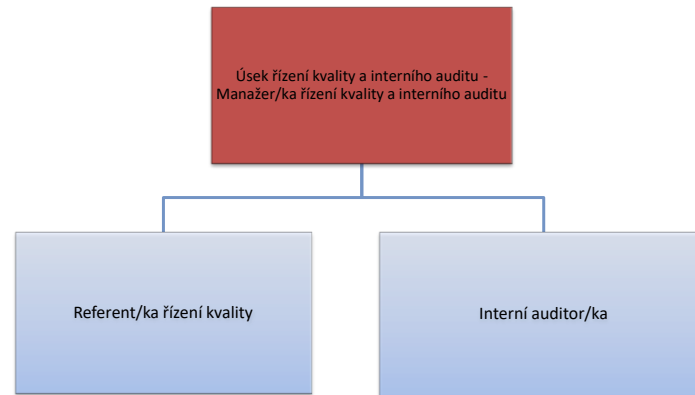 Úsek řízení kvality a interního auditu -
Manažer/ka řízení kvality a interního auditu
Referent/ka řízení kvality
Interní auditor/ka